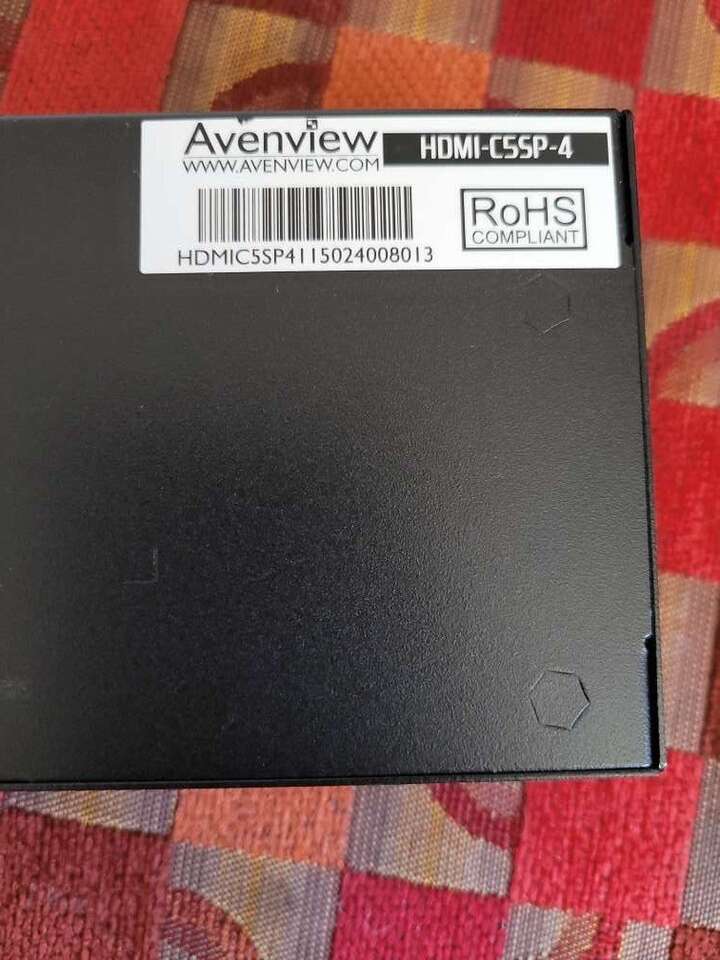 Avenview HDMI-C5SP-4
WWW.AVENVIEW.COM
RoHS
COMPLIANT
HDMIC5SP4115024008013